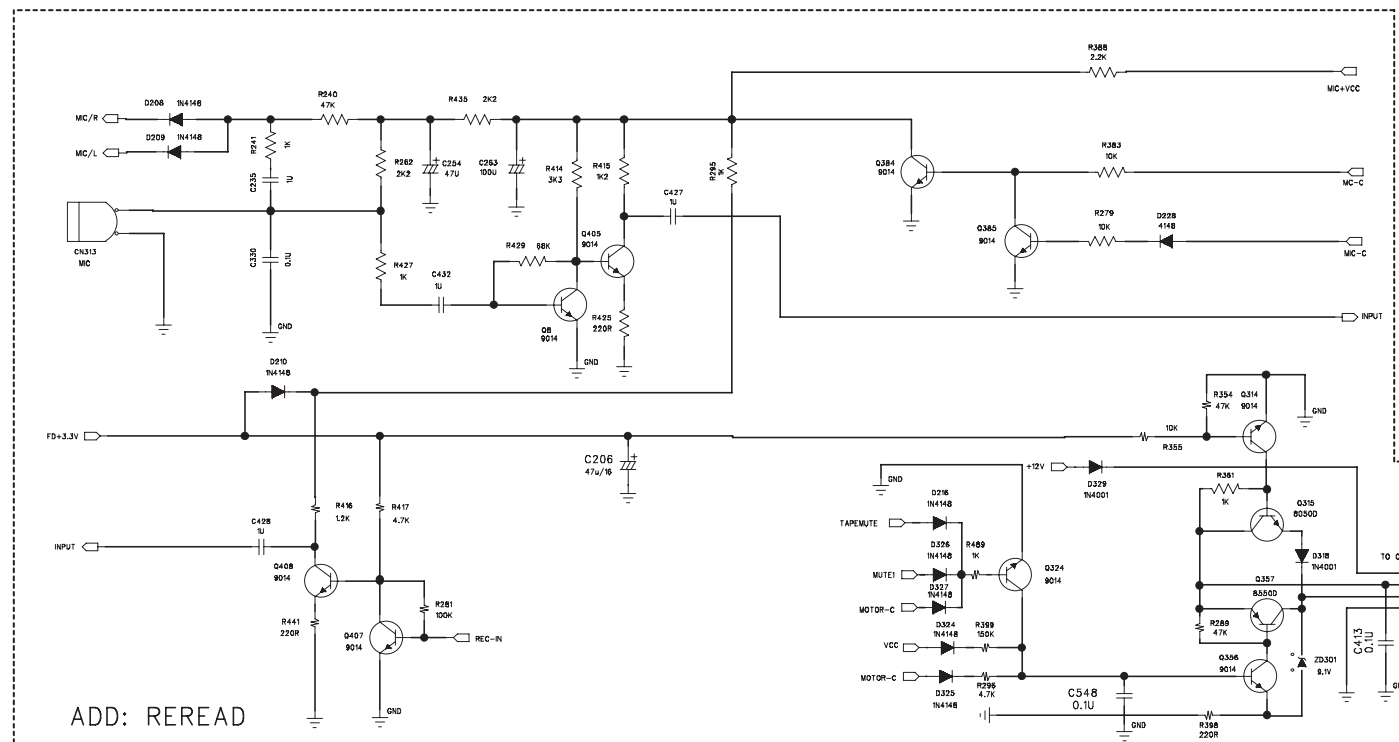 R388
2.2K
MIC+VCC
D208 1N4148
MIC/R
D209 1N4148
MIC/L
R240
47K
R435 2K2
R241
1K
R262
2K2
C254
47U
C263
100U
R414
3K3
R415
1K2
C427
1U
R295
1K
Q384
9014
R383
10K
MC-C
C235
1U
CN313
MIC
C330
0.1U
GND
R427
1K
C432
1U
R429 68K
Q405
9014
Q385
9014
R279
10K
D228
4148
MIC-C
Q8
9014
R425
220R
GND
INPUT
D210
1N4148
FD+3.3V
C206
47u/16
R354
47K
Q314
9014
GND
10K
R355
+12V
D329
1N4001
GND
R361
1K
Q315
8050D
D318
1N4001
TO C
R416
1.2K
R417
4.7K
C428
1U
INPUT
Q408
9014
R441
220R
Q407
9014
R281
100K
REC-IN
GND
D216
1N4148
TAPEMUTE
D326
1N4148
MUTE1
D327
1N4148
MOTOR-C
R489
1K
Q324
9014
D324
1N4148
VCC
R399
150K
MOTOR-C
D325
1N4148
R296
4.7K
C548
0.1U
GND
R398
220R
Q357
8550D
R289
47K
Q356
9014
ZD301
9.1V
C413
0.1U
GN
ADD: REREAD